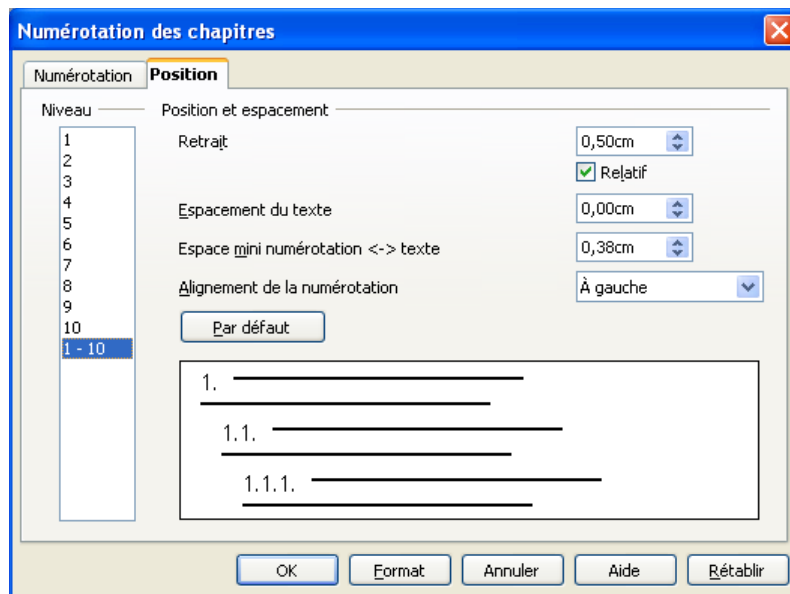 Numérotation des chapitres
Numérotation Position
Niveau Position et espacement
1
2
3
4
5
6
7
8
9
10
1 - 10
Retrait 0,50cm
Relatif
Espacement du texte 0,00cm
Espace mini numérotation <-> texte 0,38cm
Alignement de la numérotation À gauche
Par défaut
1.
1.1.
1.1.1.
OK Format Annuler Aide Rétablir